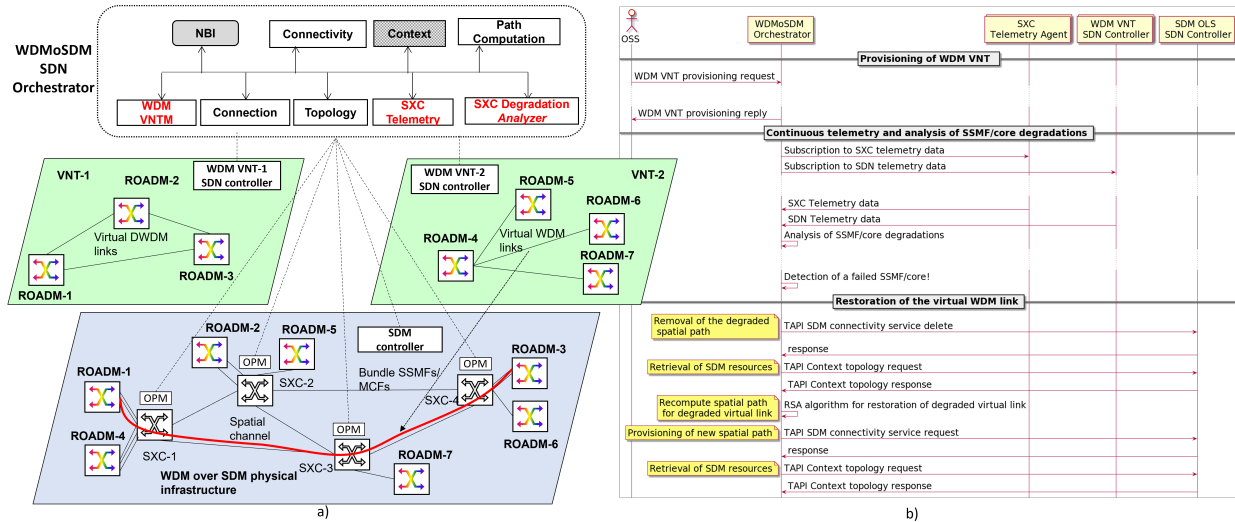 WDMoSDM
SDN
Orchestrator
NBI
Connectivity
Context
Path
Computation
WDM
VNTM
Connection
Topology
SXC
Telemetry
SXC Degradation
Analyzer
VNT-1
WDM VNT-1
SDN controller
ROADM-2
Virtual DWDM
links
ROADM-3
ROADM-1
WDM VNT-2
SDN controller
VNT-2
ROADM-5
ROADM-6
ROADM-4
Virtual WDM
links
ROADM-7
ROADM-2
ROADM-5
SDM
controller
ROADM-3
OPM
OPM
ROADM-1
OPM
SXC-2
Bundle SSMFs/
MCFs
SXC-4
ROADM-4
Spatial
channel
OPM
SXC-1
SXC-3
ROADM-6
ROADM-7
WDM over SDM physical
infrastructure
a)
OSS
WDMoSDM
Orchestrator
SXC
Telemetry Agent
WDM VNT
SDN Controller
SDM OLS
SDN Controller
Provisioning of WDM VNT
WDM VNT provisioning request
WDM VNT provisioning reply
Continuous telemetry and analysis of SSMF/core degradations
Subscription to SXC telemetry data
Subscription to SDN telemetry data
SXC Telemetry data
SDN Telemetry data
Analysis of SSMF/core degradations
Detection of a failed SSMF/core!
Restoration of the virtual WDM link
Removal of the degraded
spatial path
TAPI SDM connectivity service delete
response
Retrieval of SDM resources
TAPI Context topology request
TAPI Context topology response
Recompute spatial path
for degraded virtual link
RSA algorithm for restoration of degraded virtual link
Provisioning of new spatial path
TAPI SDM connectivity service request
response
Retrieval of SDM resources
TAPI Context topology request
TAPI Context topology response
b)